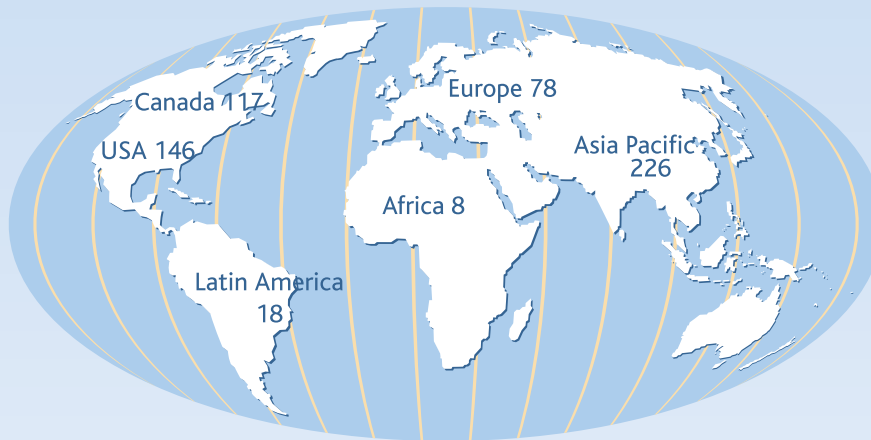 Canada 117
Europe 78
USA 146
Asia Pacific
226
Africa 8
Latin America
18